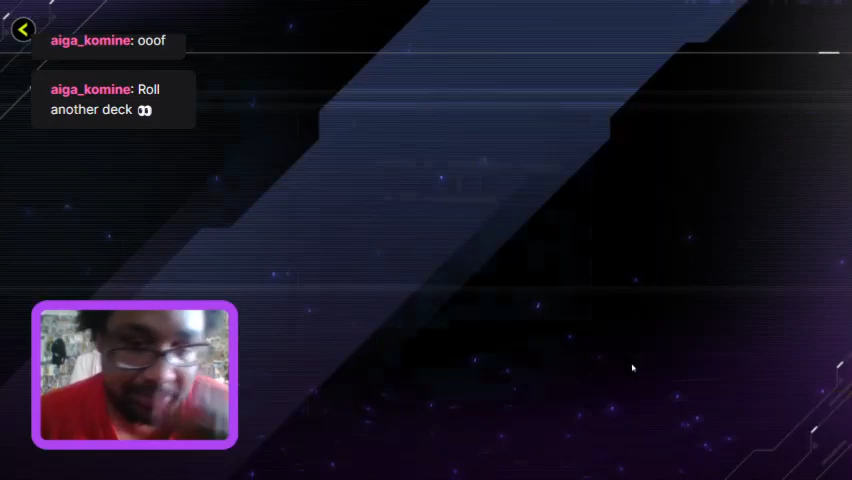 aiga_komine: ooof
aiga_komine: Roll
another deck 👀